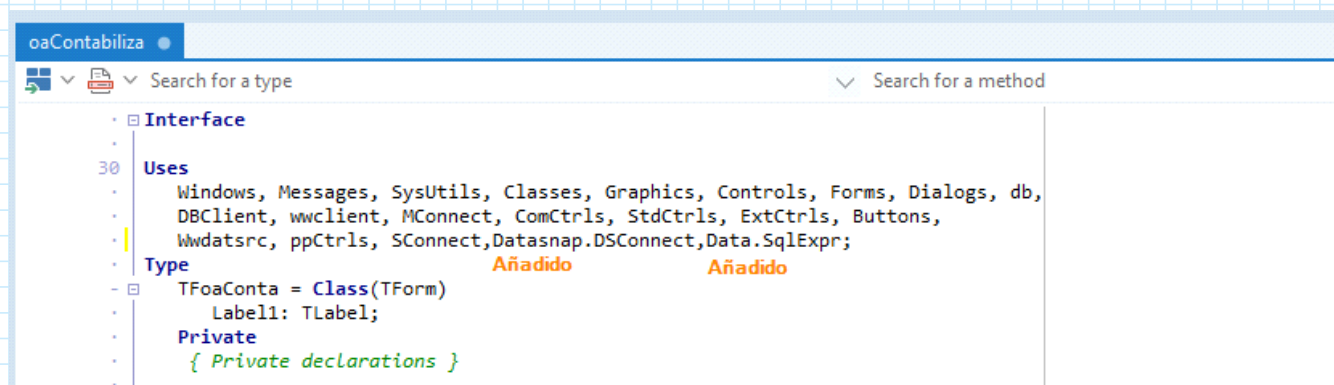 oaContabiliza
Search for a type Search for a method
Interface
30 Uses
Windows, Messages, SysUtils, Classes, Graphics, Controls, Forms, Dialogs, db,
DBClient, wwclient, MConnect, ComCtrls, StdCtrls, ExtCtrls, Buttons,
Wwdatsrc, ppCtrls, SConnect,Datasnap.DSConnect,Data.SqlExpr;
Type Añadido Añadido
TFoaConta = Class(TForm)
Label1: TLabel;
Private
{ Private declarations }